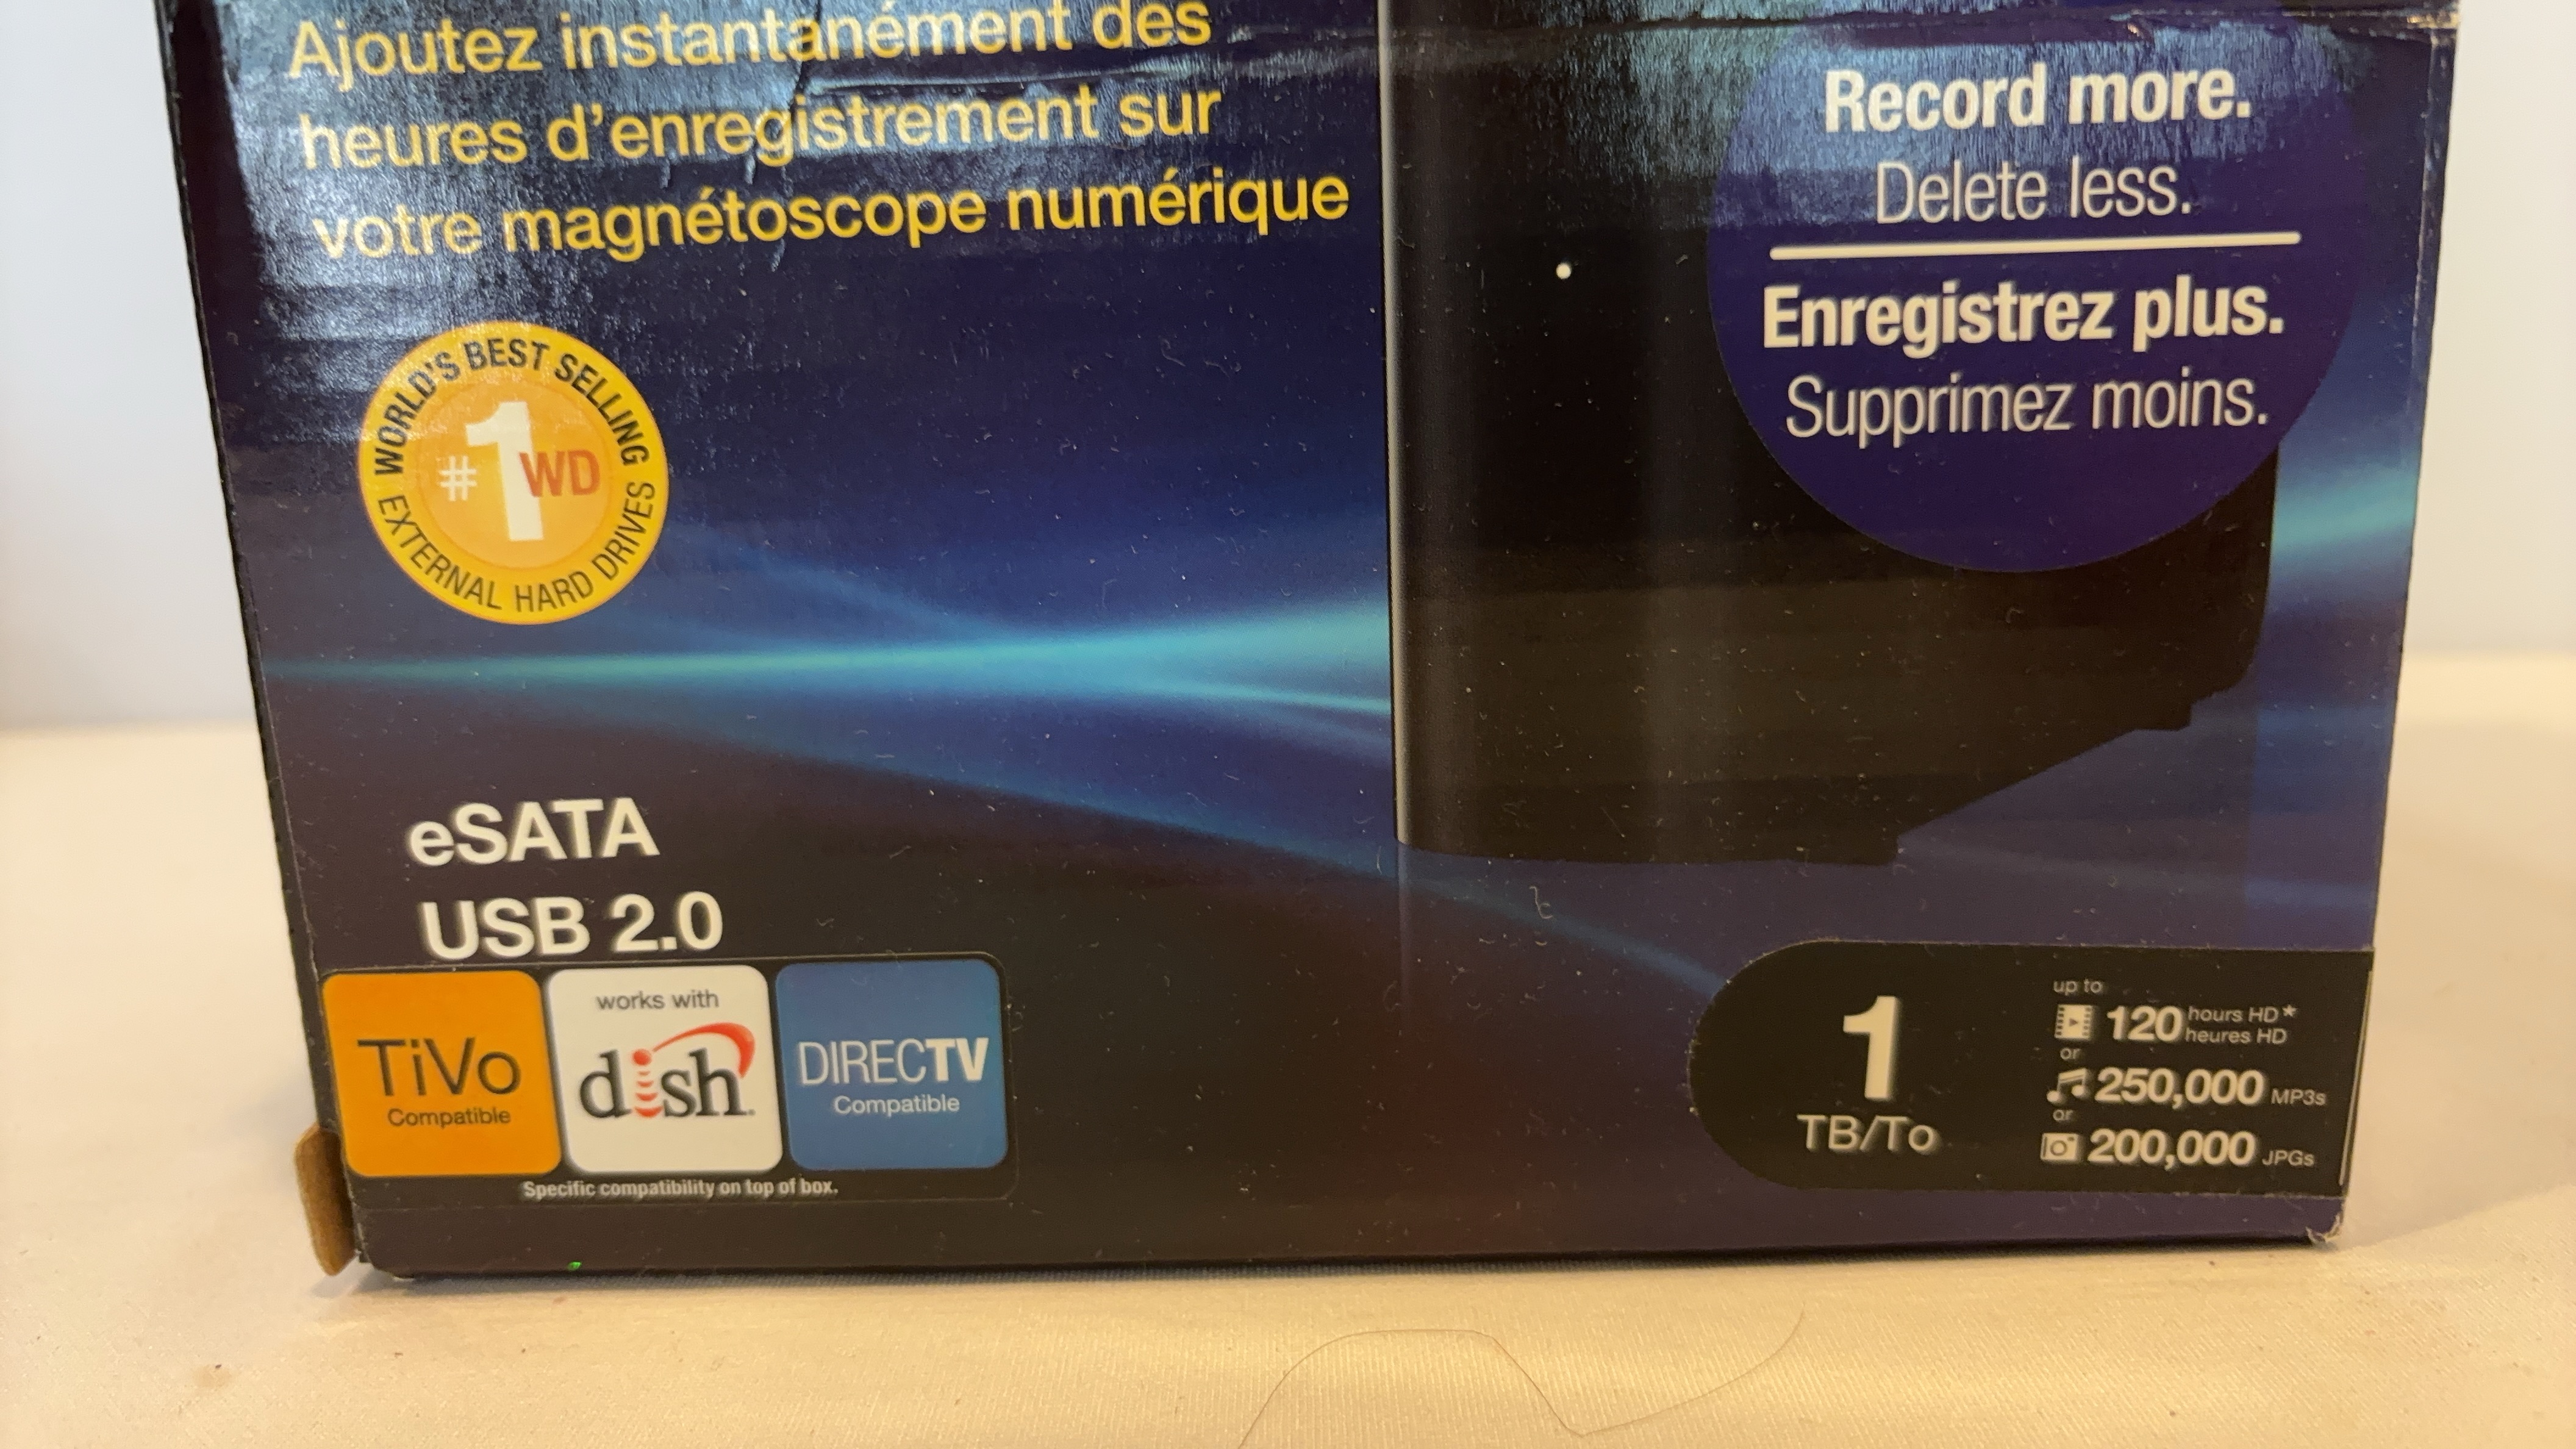 Ajoutez instantanément des
heures d'enregistrement sur
votre magnétoscope numérique
Record more.
Delete less.
Enregistrez plus.
Supprimez moins.
WORLD'S BEST SELLING
#1 WD
EXTERNAL HARD DRIVES
eSATA
USB 2.0
TiVo
Compatible
works with
dish
DIRECTV
Compatible
Specific compatibility on top of box.
1
TB/To
up to
120 hours HD*
heures HD
or
250,000 MP3s
or
200,000 JPGs